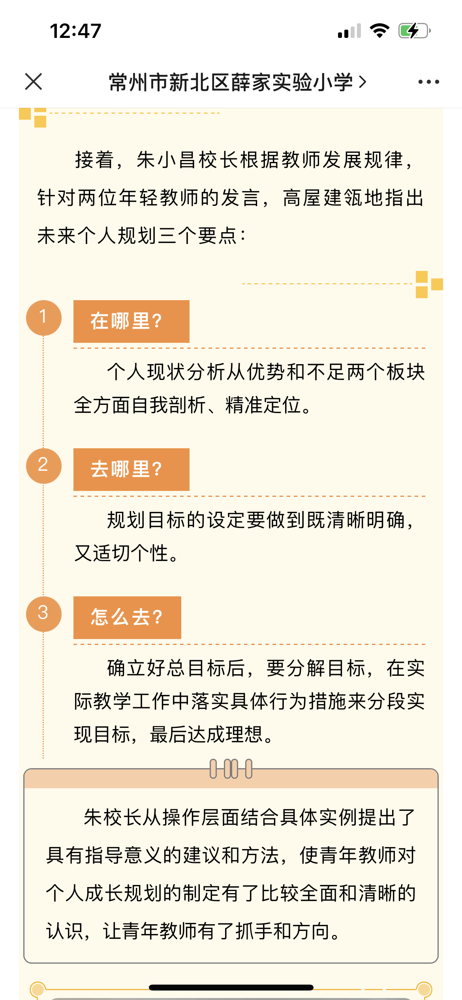 12:47
常州市新北区薛家实验小学
接着，朱小昌校长根据教师发展规律，
针对两位年轻教师的发言，高屋建瓴地指出
未来个人规划三个要点：
1
在哪里？
个人现状分析从优势和不足两个板块
全方面自我剖析、精准定位。
2
去哪里？
规划目标的设定要做到既清晰明确，
又适切个性。
3
怎么去？
确立好总目标后，要分解目标，在实
际教学工作中落实具体行为措施来分段实
现目标，最后达成理想。
朱校长从操作层面结合具体实例提出了
具有指导意义的建议和方法，使青年教师对
个人成长规划的制定有了比较全面和清晰的
认识，让青年教师有了抓手和方向。